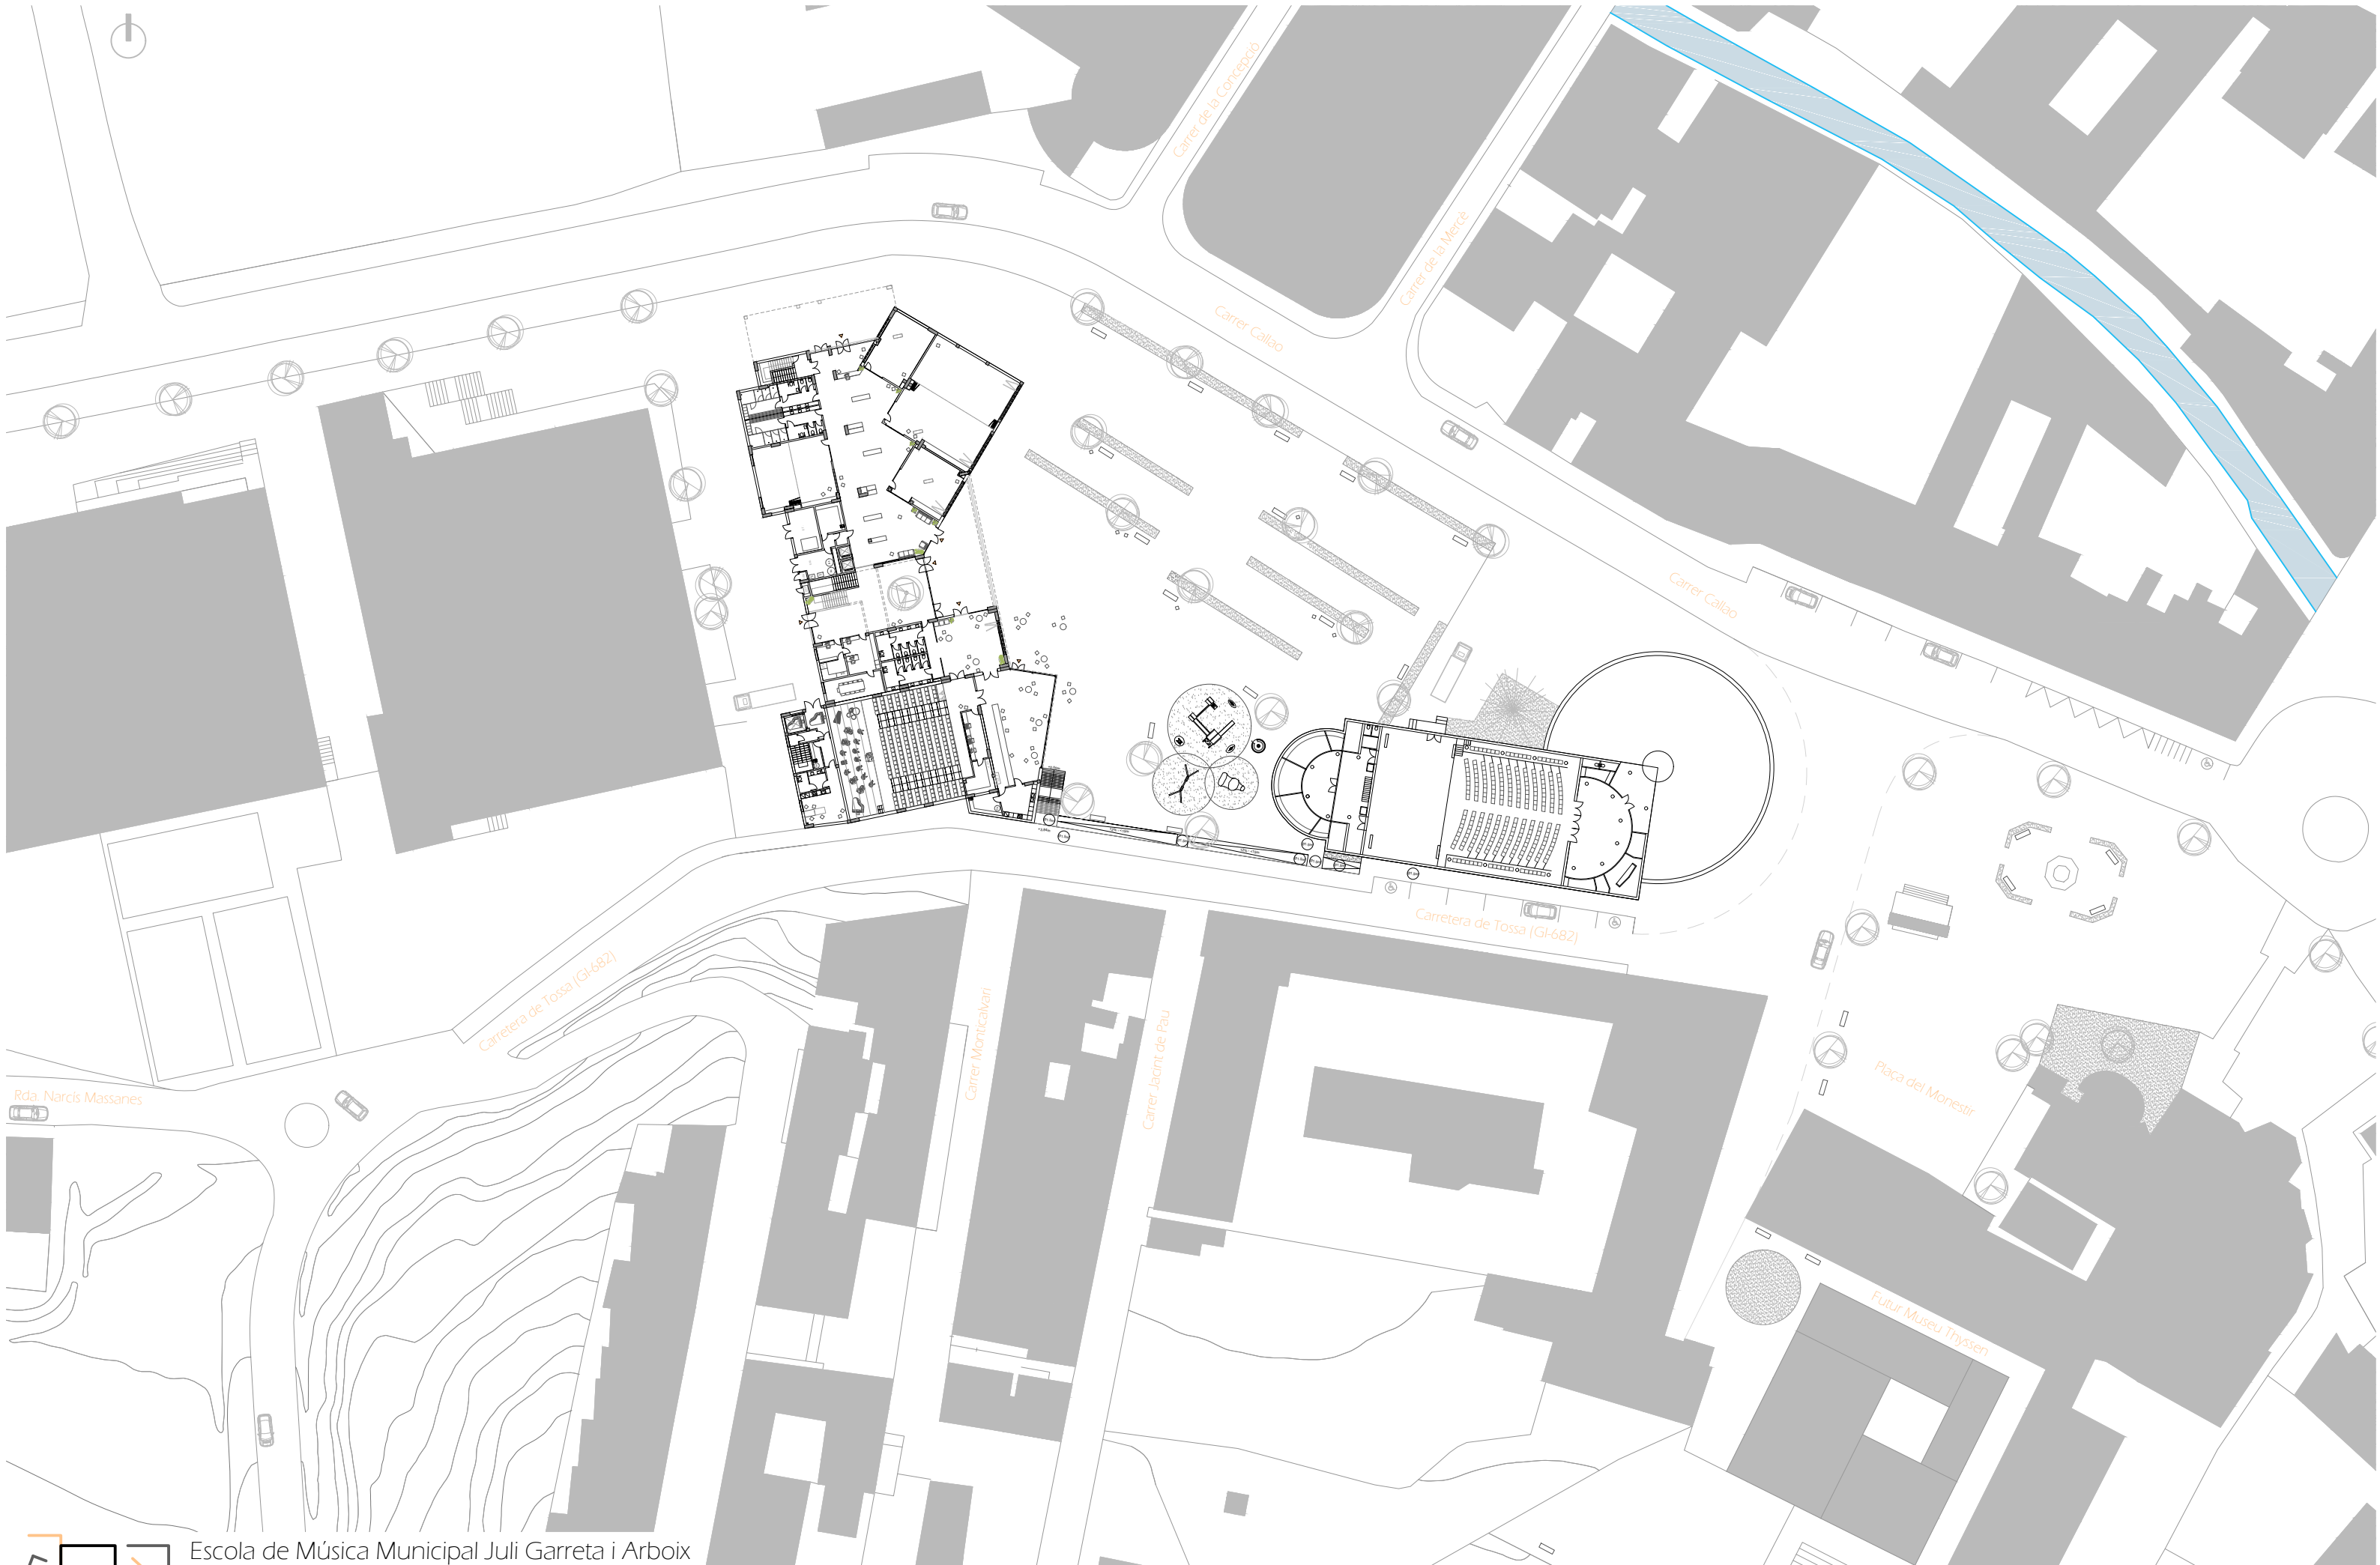 Carrer de la Concepció
Carrer de la Mercè
Carrer Callao
Carrer Callao
Carretera de Tossa (GI-682)
Carretera de Tossa (GI-682)
Carrer Monticalvari
Carrer Jacint de Pau
Rda. Narcís Massanes
Plaça del Monestir
Futur Museu Thyssen
Escola de Música Municipal Juli Garreta i Arboix